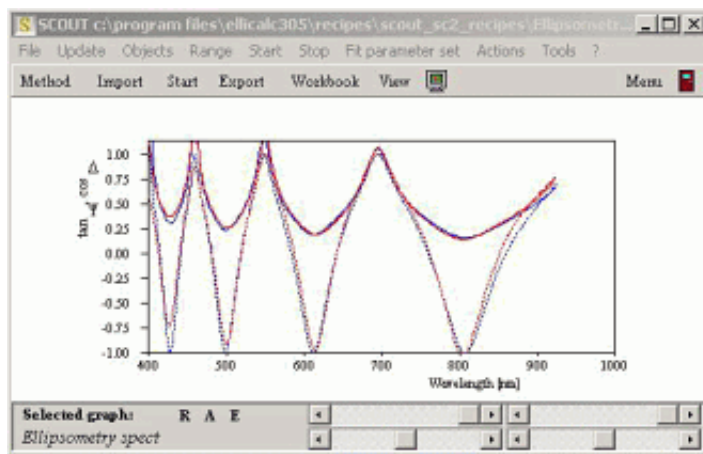 SCOUT c:\program files\ellicalc305\recipes\scout_sc2_recipes\Ellipsometr...
File Update Objects Range Start Stop Fit parameter set Actions Tools ?
Method Import Start Export Workbook View Menu
tan Ψ cos Δ
1.00
0.75
0.50
0.25
0.00
-0.25
-0.50
-0.75
-1.00
400 500 600 700 800 900 1000
Wavelength [nm]
Selected graph: R A E
Ellipsometry spect